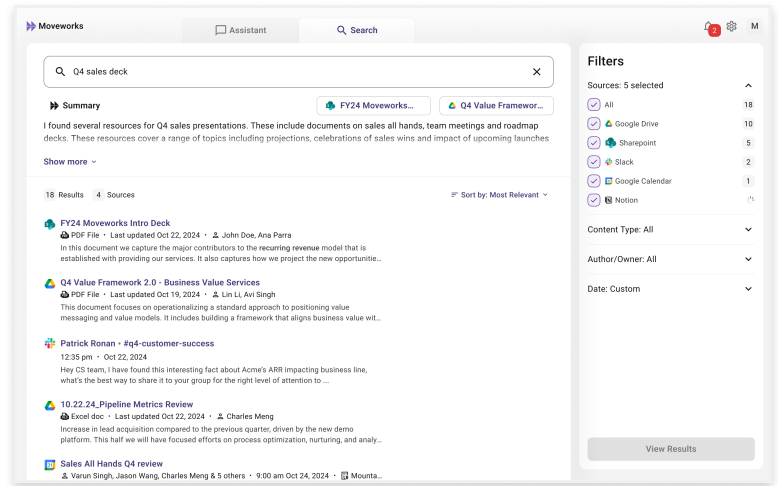 Moveworks
Assistant
Search
2
M
Q4 sales deck
Summary
FY24 Moveworks...
Q4 Value Framewor...
I found several resources for Q4 sales presentations. These include documents on sales all hands, team meetings and roadmap
decks. These resources cover a range of topics including projections, celebrations of sales wins and impact of upcoming launches
Show more
18 Results 4 Sources
Sort by: Most Relevant
FY24 Moveworks Intro Deck
PDF File • Last updated Oct 22, 2024 • John Doe, Ana Parra
In this document we capture the major contributors to the recurring revenue model that is
established with providing our services. It also captures how we project the new opportunitie...
Q4 Value Framework 2.0 - Business Value Services
PDF File • Last updated Oct 19, 2024 • Lin Li, Avi Singh
This document focuses on operationalizing a standard approach to positioning value
messaging and value models. It includes building a framework that aligns business value wit...
Patrick Ronan • #q4-customer-success
12:35 pm • Oct 22, 2024
Hey CS team, I have found this interesting fact about Acme's ARR impacting business line,
what's the best way to share it to your group for the right level of attention to ...
10.22.24_Pipeline Metrics Review
Excel doc • Last updated Oct 22, 2024 • Charles Meng
Increase in lead acquisition compared to the previous quarter, driven by the new demo
platform. This half we will have focused efforts on process optimization, nurturing, and analy...
Sales All Hands Q4 review
Varun Singh, Jason Wang, Charles Meng & 5 others • 9:00 am Oct 24, 2024 • Mounta...
Filters
Sources: 5 selected
All 18
Google Drive 10
Sharepoint 5
Slack 2
Google Calendar 1
Notion
Content Type: All
Author/Owner: All
Date: Custom
View Results